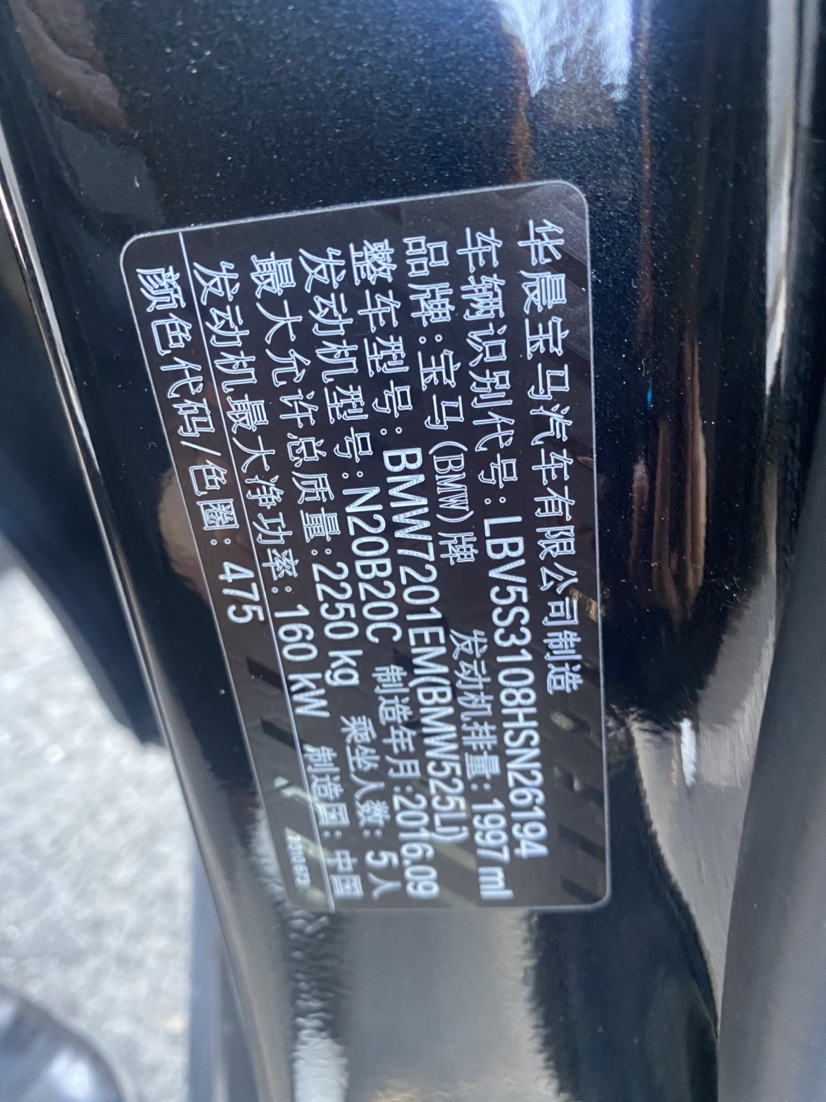 华晨宝马汽车有限公司制造
车辆识别代号:LBV5S3108HSN26194
品牌:宝马(BMW)牌 发动机排量:1997 ml
整车型号:BMW7201EM(BMW525Li)
发动机型号:N20B20C 制造年月:2016.09
最大允许总质量:2250 kg 乘坐人数:5人
发动机最大净功率:160 kW 制造国:中国
颜色代码/色圈:475